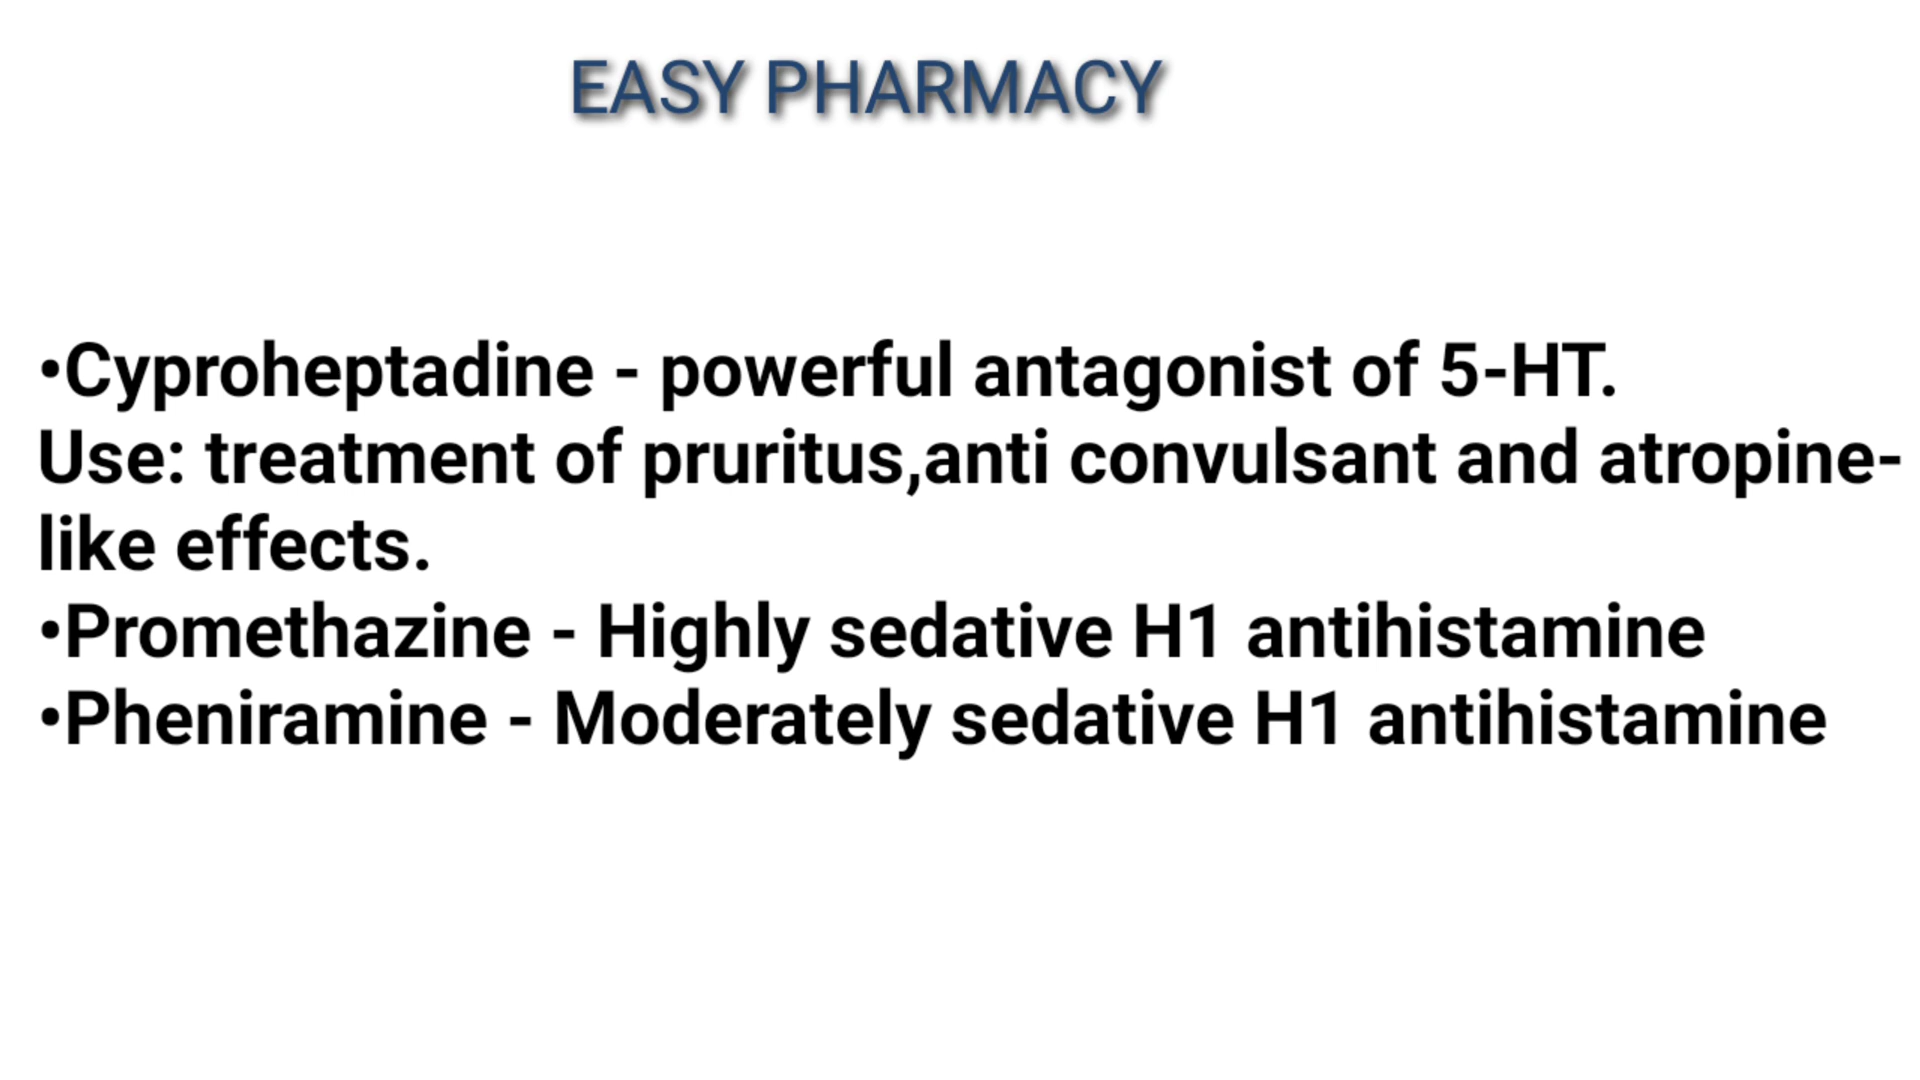 EASY PHARMACY
•Cyproheptadine - powerful antagonist of 5-HT.
Use: treatment of pruritus,anti convulsant and atropine-
like effects.
•Promethazine - Highly sedative H1 antihistamine
•Pheniramine - Moderately sedative H1 antihistamine